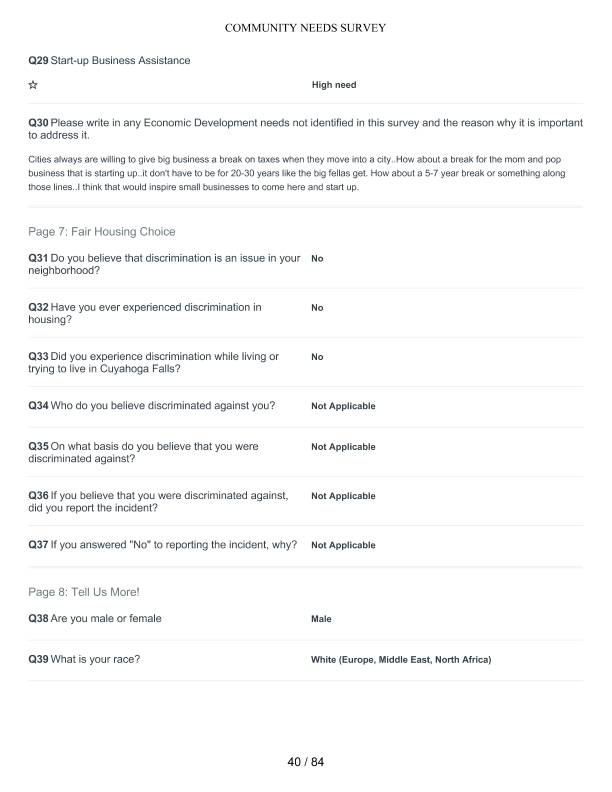 COMMUNITY NEEDS SURVEY
Q29 Start-up Business Assistance
☆ High need
Q30 Please write in any Economic Development needs not identified in this survey and the reason why it is important
to address it.
Cities always are willing to give big business a break on taxes when they move into a city..How about a break for the mom and pop
business that is starting up..it don't have to be for 20-30 years like the big fellas get. How about a 5-7 year break or something along
those lines..I think that would inspire small businesses to come here and start up.
Page 7: Fair Housing Choice
Q31 Do you believe that discrimination is an issue in your No
neighborhood?
Q32 Have you ever experienced discrimination in No
housing?
Q33 Did you experience discrimination while living or No
trying to live in Cuyahoga Falls?
Q34 Who do you believe discriminated against you? Not Applicable
Q35 On what basis do you believe that you were Not Applicable
discriminated against?
Q36 If you believe that you were discriminated against, Not Applicable
did you report the incident?
Q37 If you answered "No" to reporting the incident, why? Not Applicable
Page 8: Tell Us More!
Q38 Are you male or female Male
Q39 What is your race? White (Europe, Middle East, North Africa)
40 / 84